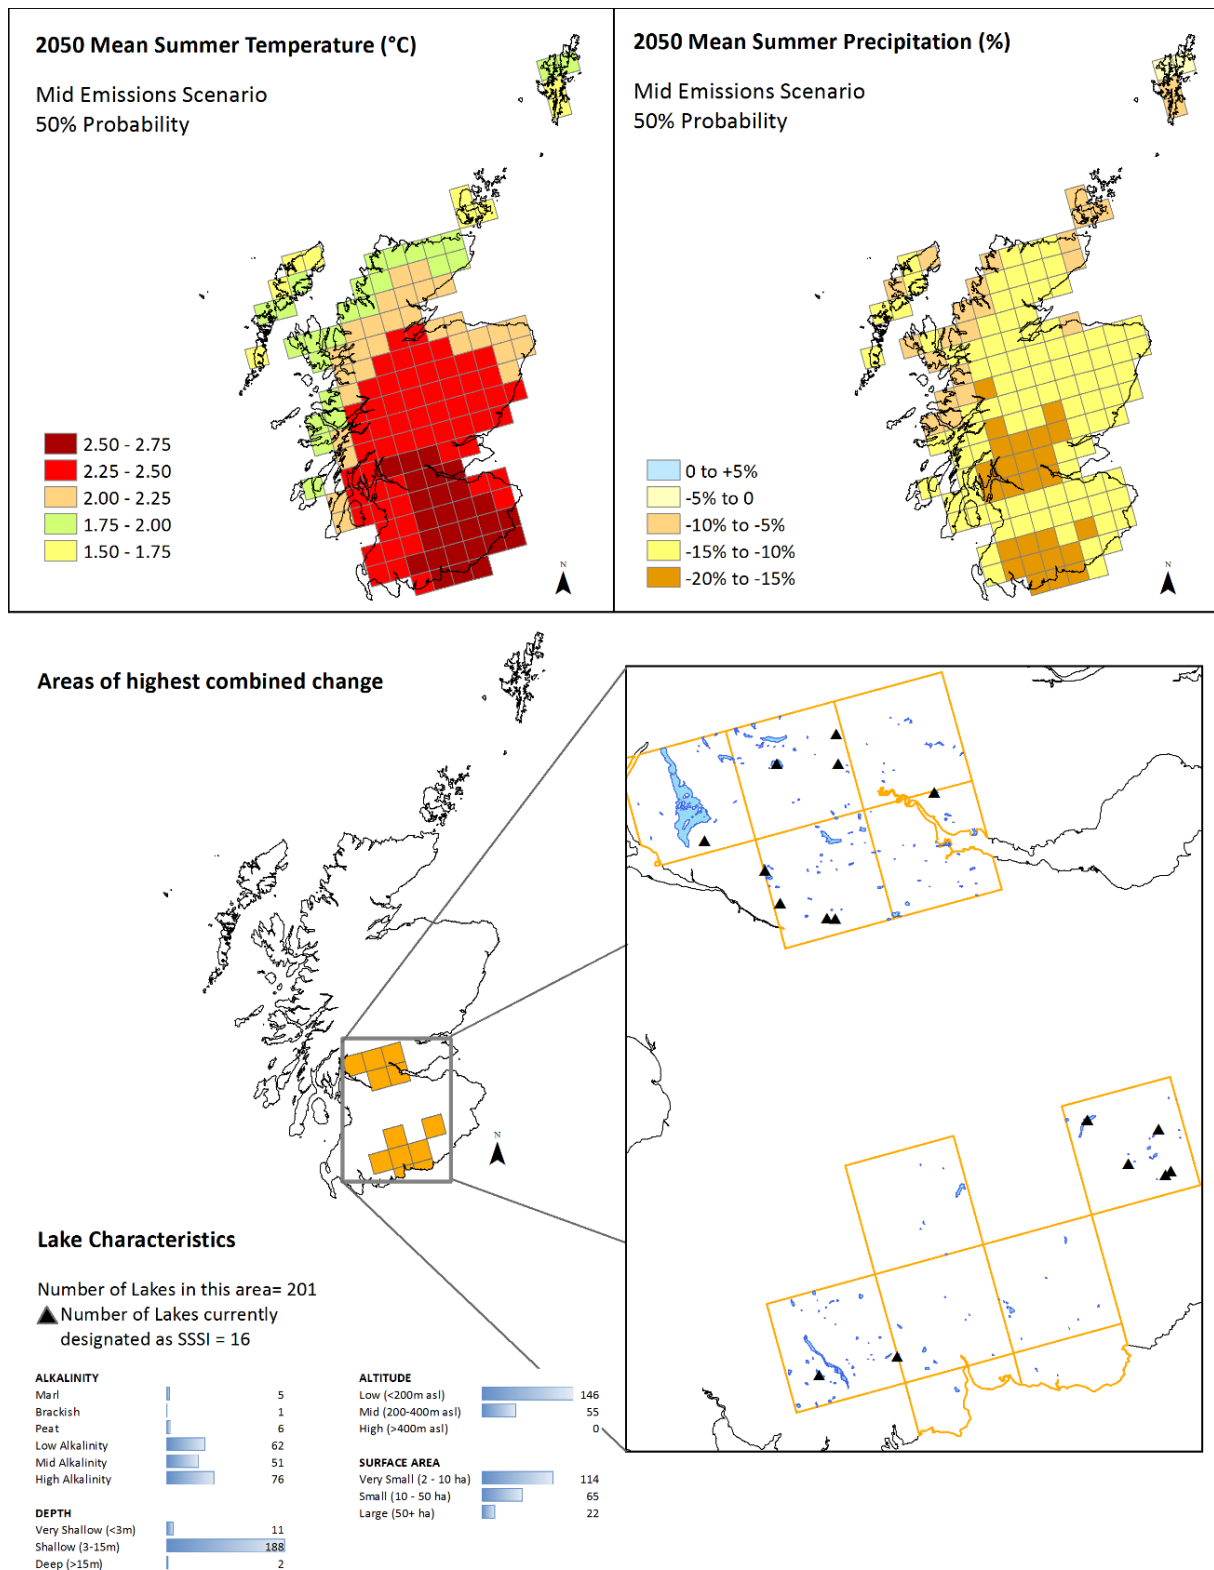 2050 Mean Summer Temperature (°C)
Mid Emissions Scenario
50% Probability
2.50 - 2.75
2.25 - 2.50
2.00 - 2.25
1.75 - 2.00
1.50 - 1.75
N
2050 Mean Summer Precipitation (%)
Mid Emissions Scenario
50% Probability
0 to +5%
-5% to 0
-10% to -5%
-15% to -10%
-20% to -15%
N
Areas of highest combined change
N
Lake Characteristics
Number of Lakes in this area= 201
Number of Lakes currently
designated as SSSI = 16
ALKALINITY
Marl 5
Brackish 1
Peat 6
Low Alkalinity 62
Mid Alkalinity 51
High Alkalinity 76
DEPTH
Very Shallow (<3m) 11
Shallow (3-15m) 188
Deep (>15m) 2
ALTITUDE
Low (<200m asl) 146
Mid (200-400m asl) 55
High (>400m asl) 0
SURFACE AREA
Very Small (2 - 10 ha) 114
Small (10 - 50 ha) 65
Large (50+ ha) 22